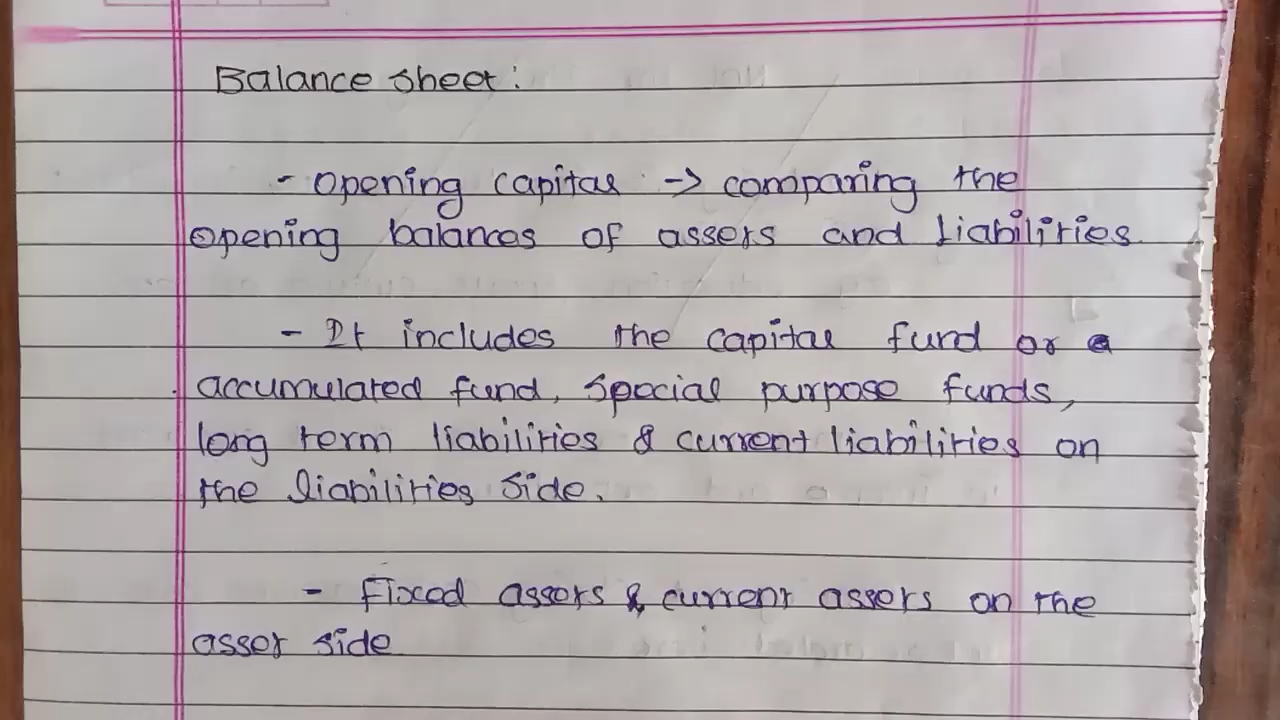 Balance sheet:
- Opening capital -> comparing the
opening balances of assets and liabilities
- It includes the capital fund or a
accumulated fund, special purpose funds,
long term liabilities & current liabilities on
the liabilities side.
- Fixed assets & current assets on the
asset side